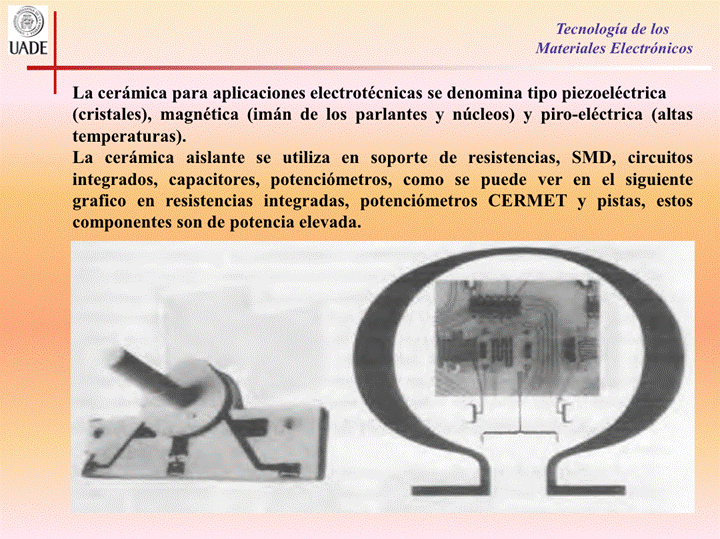 UADE
Tecnología de los
Materiales Electrónicos
La cerámica para aplicaciones electrotécnicas se denomina tipo piezoeléctrica
(cristales), magnética (imán de los parlantes y núcleos) y piro-eléctrica (altas
temperaturas).
La cerámica aislante se utiliza en soporte de resistencias, SMD, circuitos
integrados, capacitores, potenciómetros, como se puede ver en el siguiente
grafico en resistencias integradas, potenciómetros CERMET y pistas, estos
componentes son de potencia elevada.